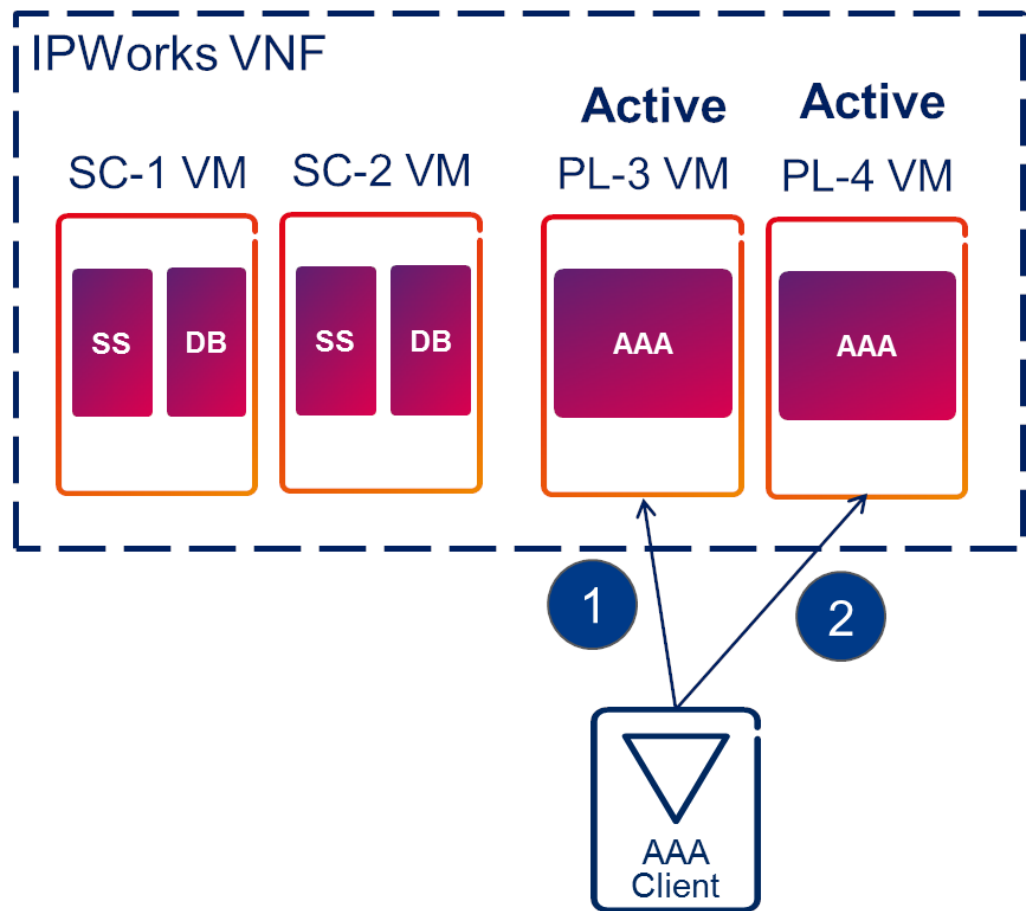 IPWorks VNF
Active
Active
SC-1 VM
SC-2 VM
PL-3 VM
PL-4 VM
SS
DB
SS
DB
AAA
AAA
1
2
AAA
Client